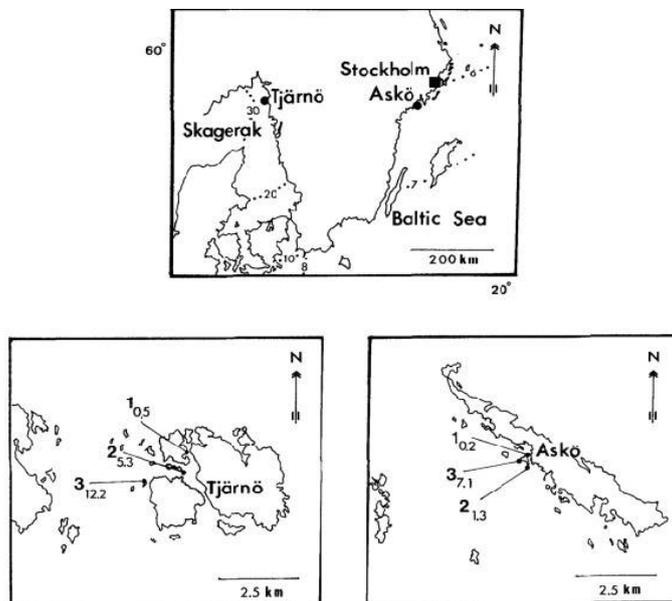 60°
N
Stockholm
6
Askö
Tjärnö
30
Skagerak
7
20
Baltic Sea
10
8
200 km
20°
N
1 0,5
2 5.3
Tjärnö
3 12.2
2.5 km
N
1 0.2
Askö
3 7.1
2 1.3
2.5 km